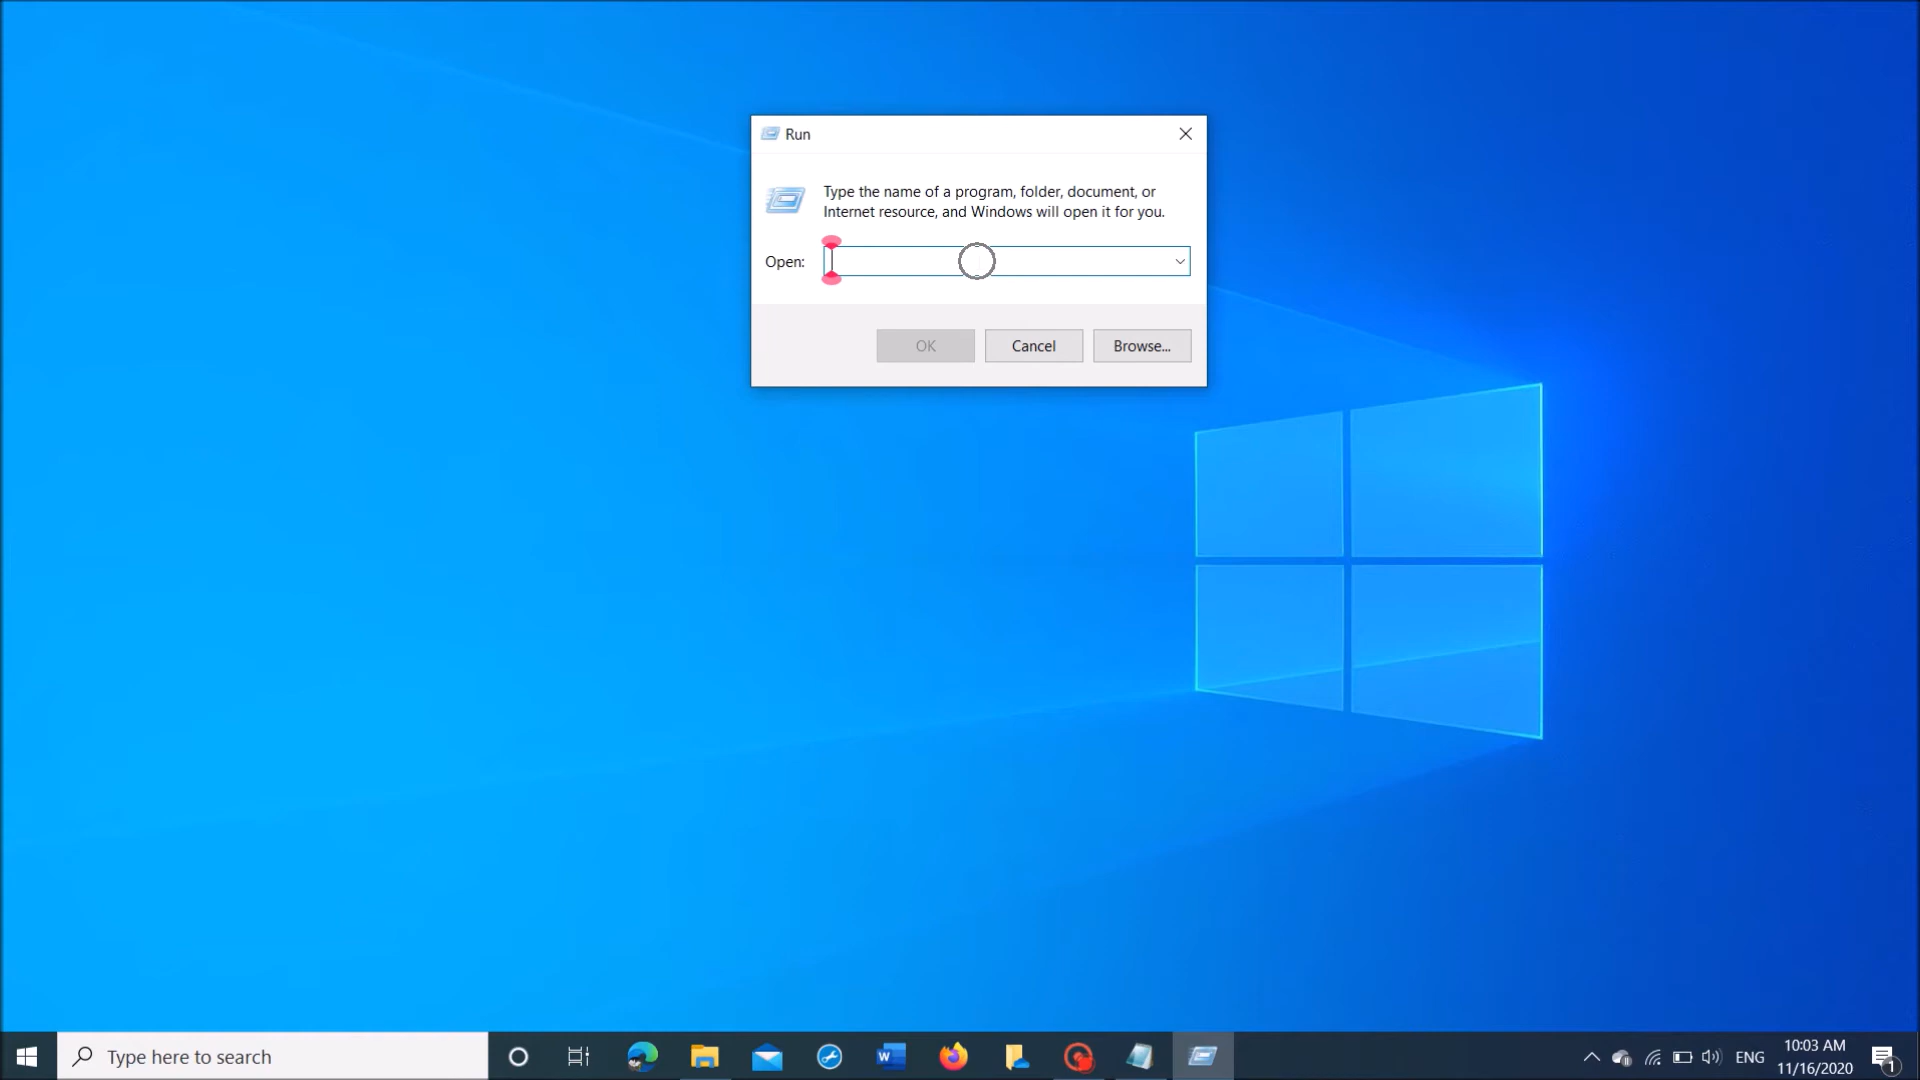 Run
Type the name of a program, folder, document, or
Internet resource, and Windows will open it for you.
Open:
OK
Cancel
Browse...
Type here to search
W
ENG
10:03 AM
11/16/2020
1